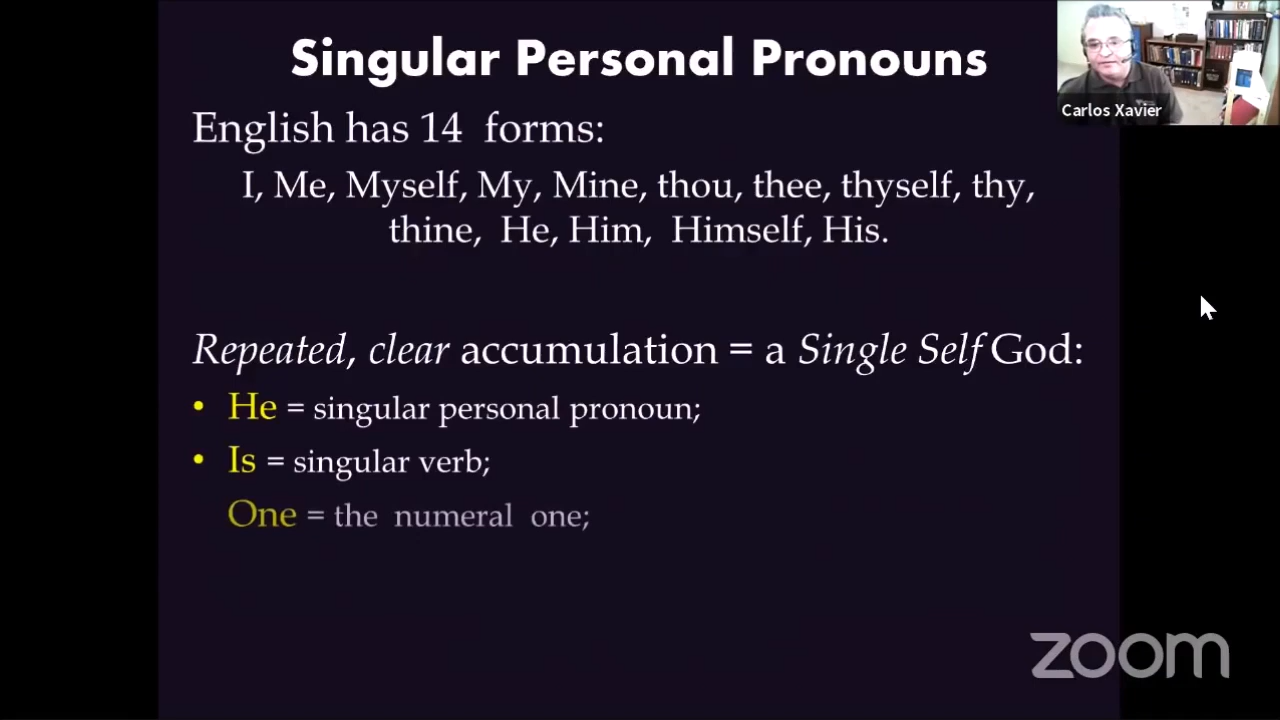 Singular Personal Pronouns
Carlos Xavier
English has 14 forms:
I, Me, Myself, My, Mine, thou, thee, thyself, thy,
thine, He, Him, Himself, His.
Repeated, clear accumulation = a Single Self God:
• He = singular personal pronoun;
• Is = singular verb;
One = the numeral one;
zoom